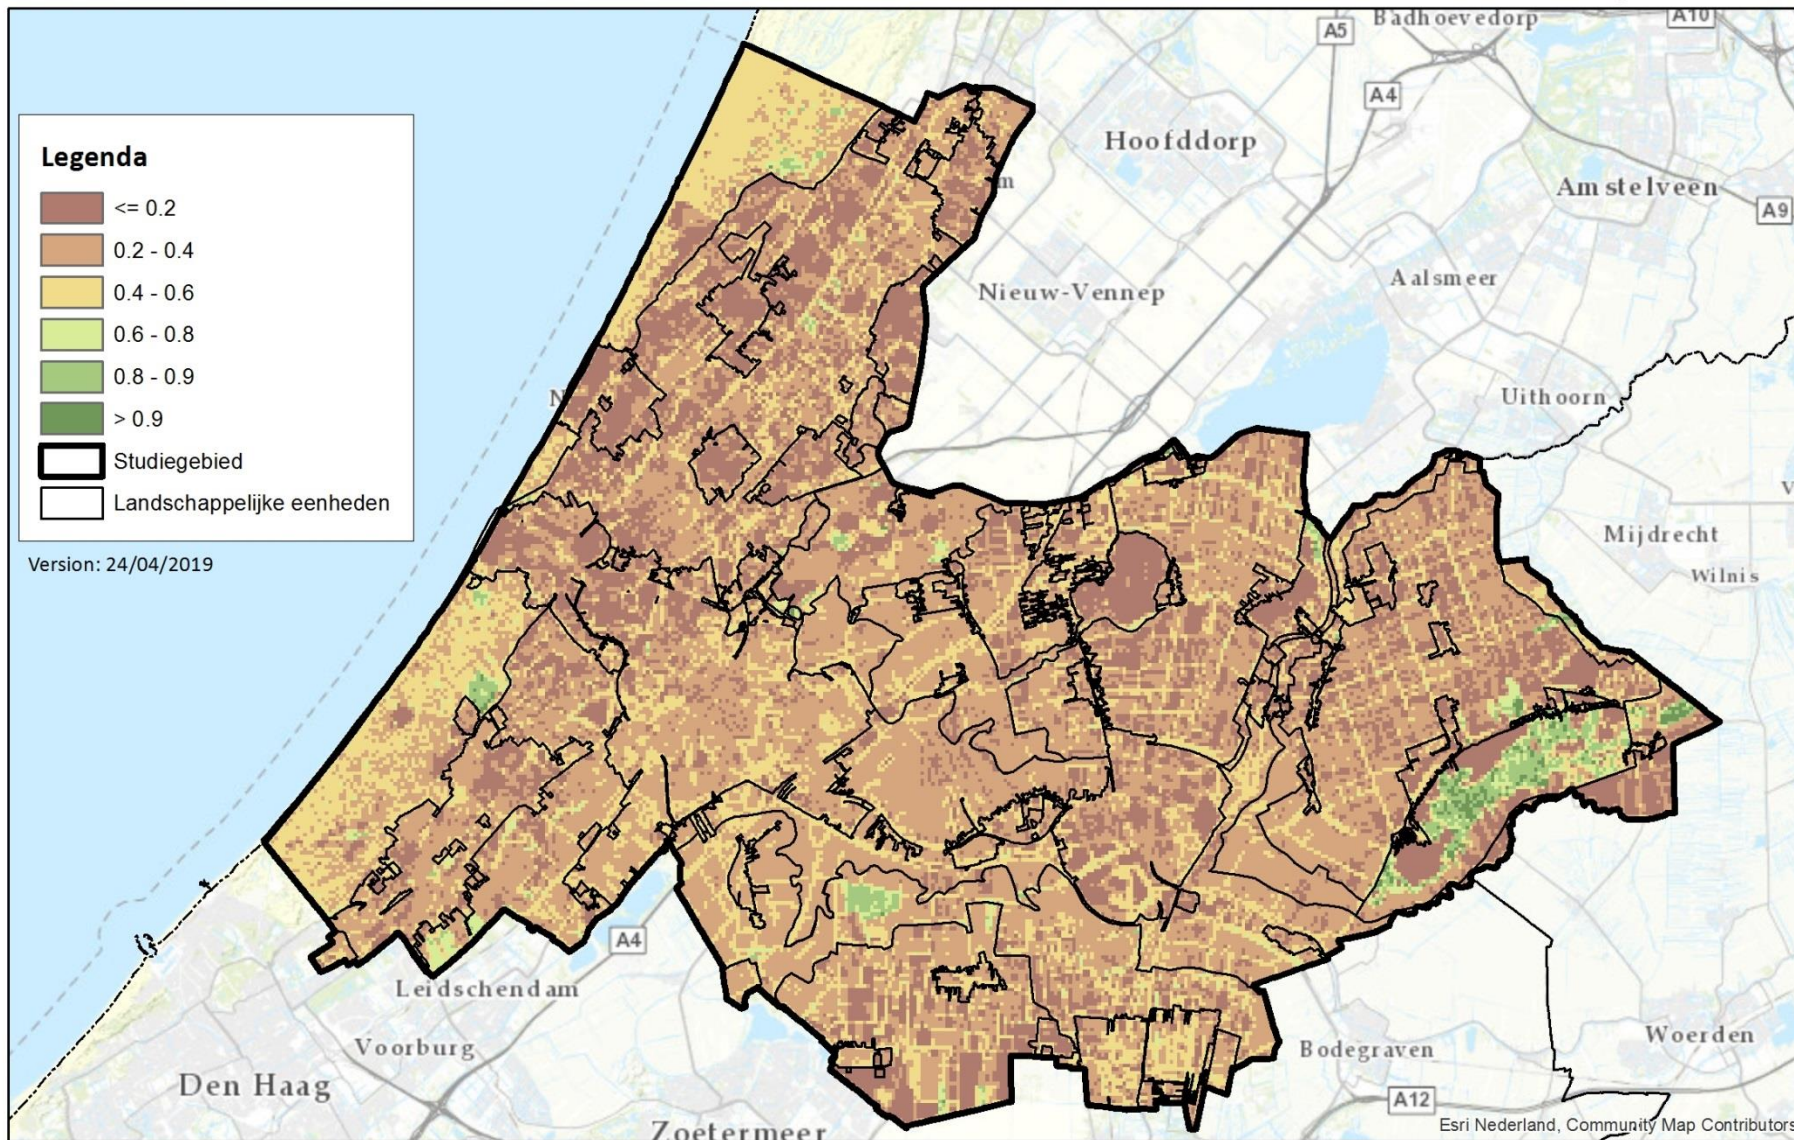 Badhoevedorp
A10
A5
A4
Hoofddorp
Amstelveen
A9
Legenda
<= 0.2
0.2 - 0.4
0.4 - 0.6
0.6 - 0.8
0.8 - 0.9
> 0.9
Studiegebied
Landschappelijke eenheden
Version: 24/04/2019
Nieuw-Vennep
Aalsmeer
Uithoorn
Mijdrecht
Wilnis
A4
Leidschendam
Voorburg
Den Haag
Zoetermeer
Bodegraven
Woerden
A12
Esri Nederland, Community Map Contributors